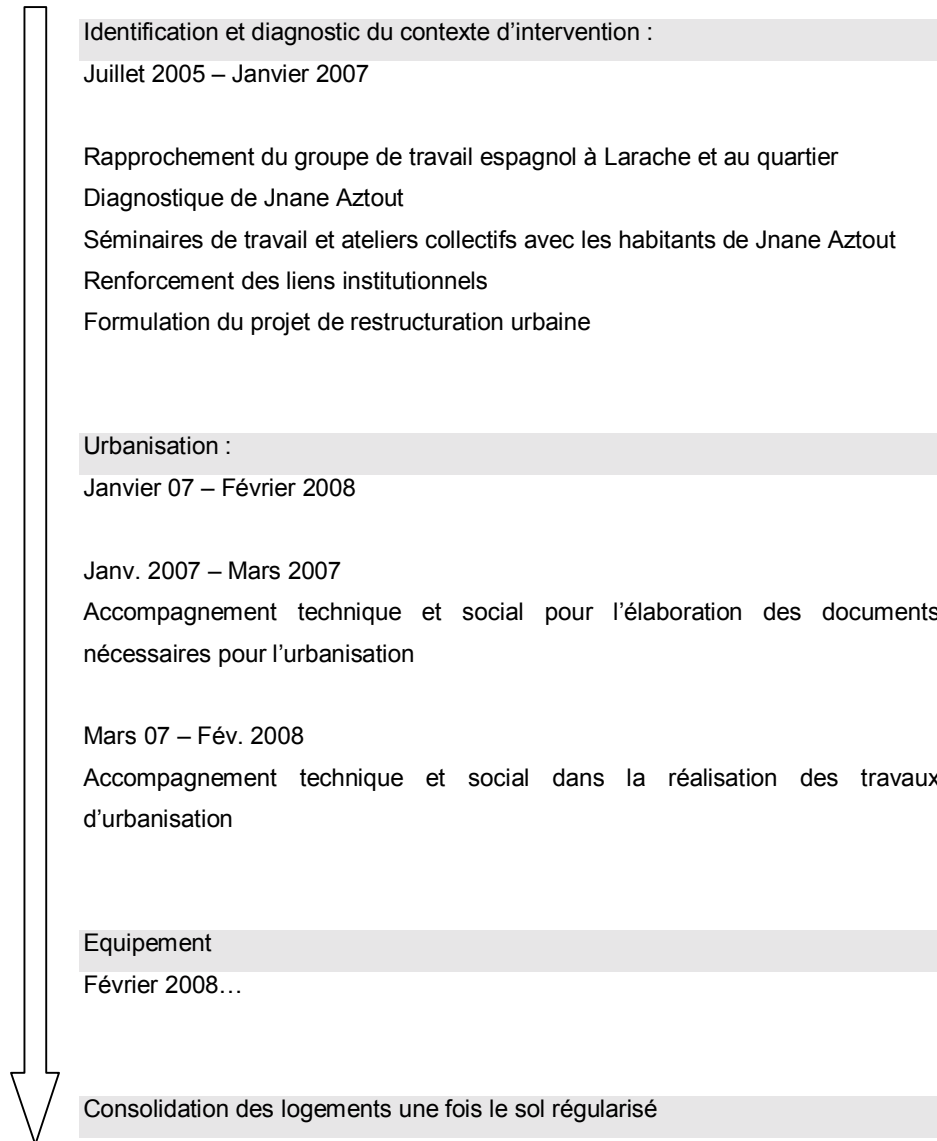 Identification et diagnostic du contexte d’intervention :
Juillet 2005 – Janvier 2007
Rapprochement du groupe de travail espagnol à Larache et au quartier
Diagnostique de Jnane Aztout
Séminaires de travail et ateliers collectifs avec les habitants de Jnane Aztout
Renforcement des liens institutionnels
Formulation du projet de restructuration urbaine
Urbanisation :
Janvier 07 – Février 2008
Janv. 2007 – Mars 2007
Accompagnement technique et social pour l’élaboration des documents
nécessaires pour l’urbanisation
Mars 07 – Fév. 2008
Accompagnement technique et social dans la réalisation des travaux
d’urbanisation
Equipement
Février 2008…
Consolidation des logements une fois le sol régularisé